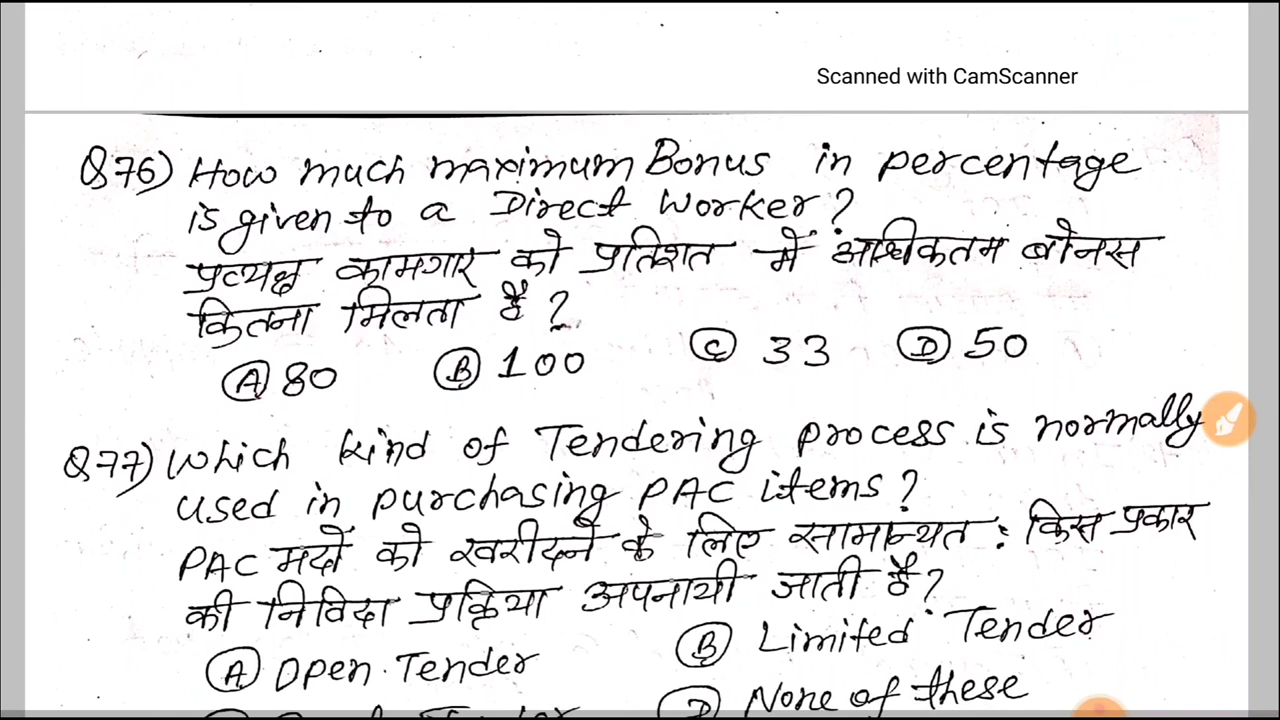 Scanned with CamScanner
Q76) How much maximum Bonus in percentage
is given to a Direct Worker?
प्रत्यक्ष कामगार को प्रतिशत में अधिकतम बोनस
कितना मिलता है?
(A) 80 (B) 100 (C) 33 (D) 50
Q77) Which kind of Tendering process is normally
used in purchasing PAC items?
PAC मदों को खरीदने के लिए सामान्यत: किस प्रकार
की निविदा प्रक्रिया अपनायी जाती है?
(A) Open Tender (B) Limited Tender
(D) None of these